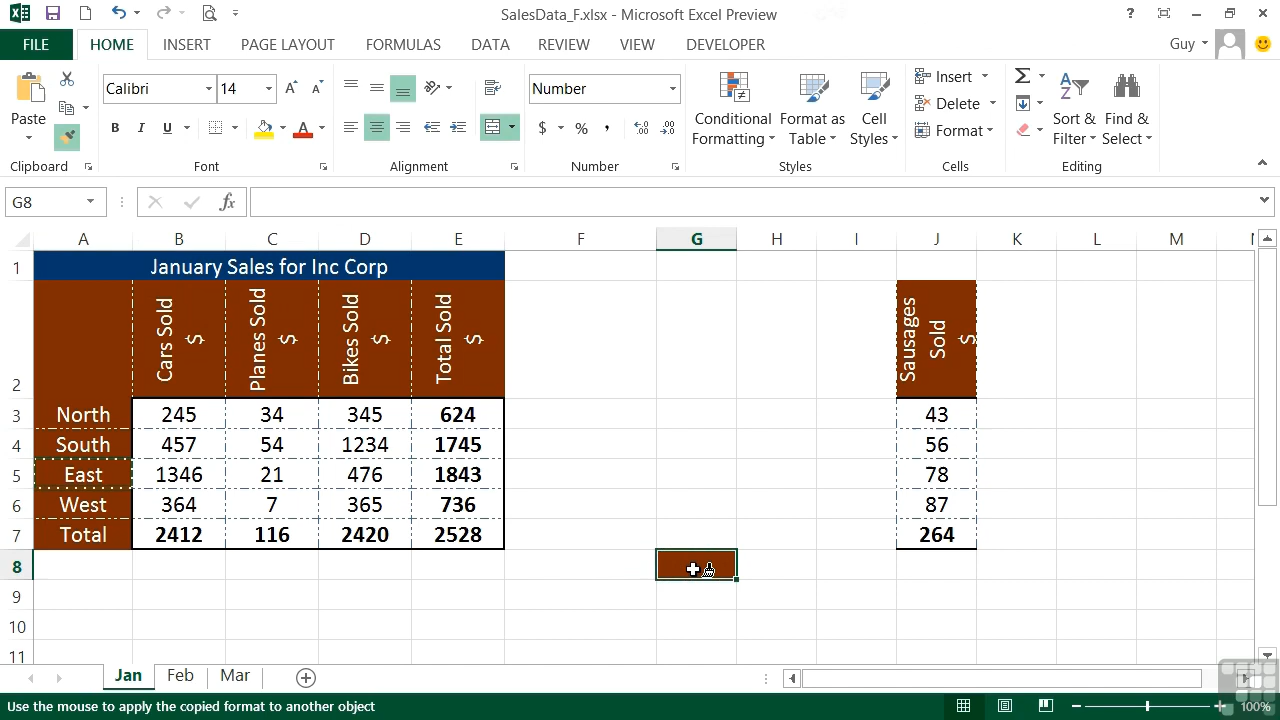 SalesData_F.xlsx - Microsoft Excel Preview
?
FILE HOME INSERT PAGE LAYOUT FORMULAS DATA REVIEW VIEW DEVELOPER Guy
Paste
Clipboard
Calibri 14
A A
B I U A
Font
Alignment
Number
$ % , .0 .00 .00 .0
Number
Conditional Formatting
Format as Table
Cell Styles
Styles
Insert
Delete
Format
Cells
Σ
Sort & Filter
Find & Select
Editing
G8 fx
A B C D E F G H I J K L M
1 January Sales for Inc Corp
2 Cars Sold $ Planes Sold $ Bikes Sold $ Total Sold $ Sausages Sold $
3 North 245 34 345 624 43
4 South 457 54 1234 1745 56
5 East 1346 21 476 1843 78
6 West 364 7 365 736 87
7 Total 2412 116 2420 2528 264
8
9
10
11
Jan Feb Mar
Use the mouse to apply the copied format to another object 100%